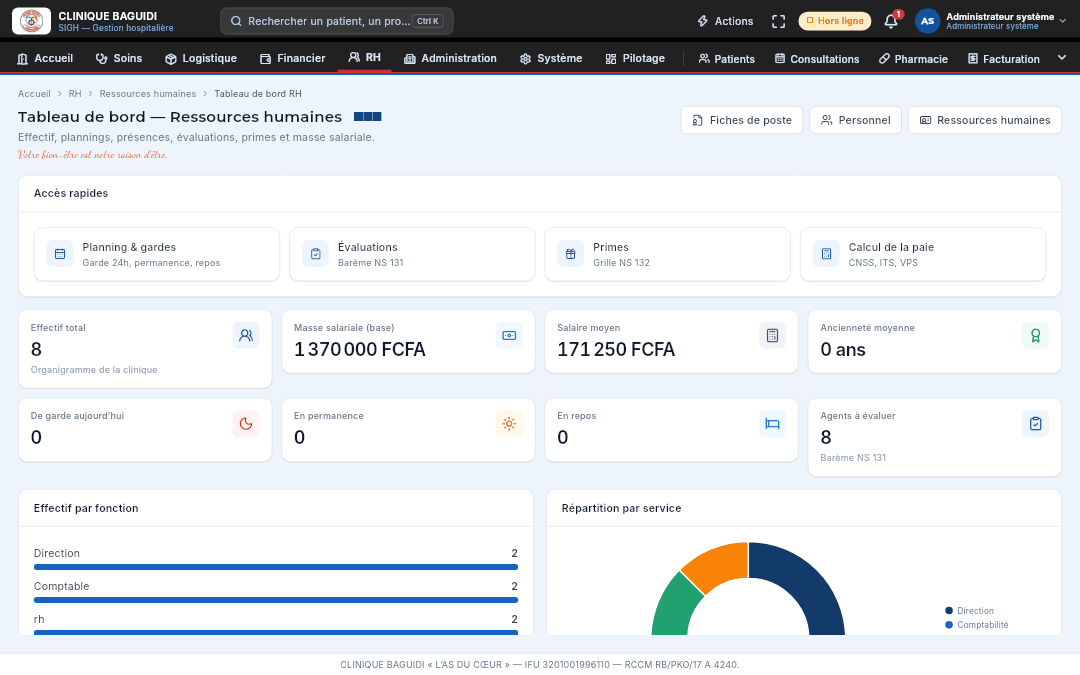 CLINIQUE BAGUIDI
SIGH — Gestion hospitalière
Rechercher un patient, un pro... Ctrl K
Actions
Hors ligne
1
AS
Administrateur système
Administrateur système
Accueil
Soins
Logistique
Financier
RH
Administration
Système
Pilotage
Patients
Consultations
Pharmacie
Facturation
Accueil > RH > Ressources humaines > Tableau de bord RH
Tableau de bord — Ressources humaines
Effectif, plannings, présences, évaluations, primes et masse salariale.
Votre bien-être est notre raison d'être.
Fiches de poste
Personnel
Ressources humaines
Accès rapides
Planning & gardes
Garde 24h, permanence, repos
Évaluations
Barème NS 131
Primes
Grille NS 132
Calcul de la paie
CNSS, ITS, VPS
Effectif total
8
Organigramme de la clinique
Masse salariale (base)
1 370 000 FCFA
Salaire moyen
171 250 FCFA
Ancienneté moyenne
0 ans
De garde aujourd'hui
0
En permanence
0
En repos
0
Agents à évaluer
8
Barème NS 131
Effectif par fonction
Direction 2
Comptable 2
rh 2
Répartition par service
Direction
Comptabilité
CLINIQUE BAGUIDI « L'AS DU CŒUR » — IFU 3201001996110 — RCCM RB/PKO/17 A 4240.